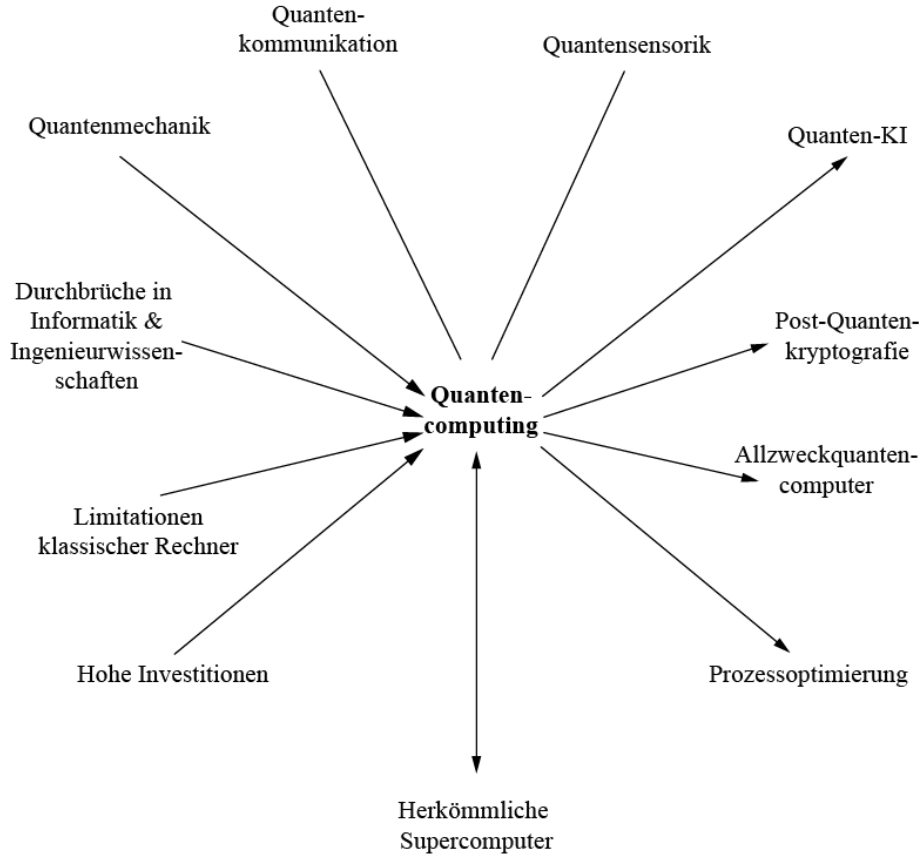 Quanten-
kommunikation
Quantensensorik
Quantenmechanik
Quanten-KI
Durchbrüche in
Informatik &
Ingenieurwissen-
schaften
Post-Quanten-
kryptografie
Quanten-
computing
Allzweckquanten-
computer
Limitationen
klassischer Rechner
Hohe Investitionen
Prozessoptimierung
Herkömmliche
Supercomputer